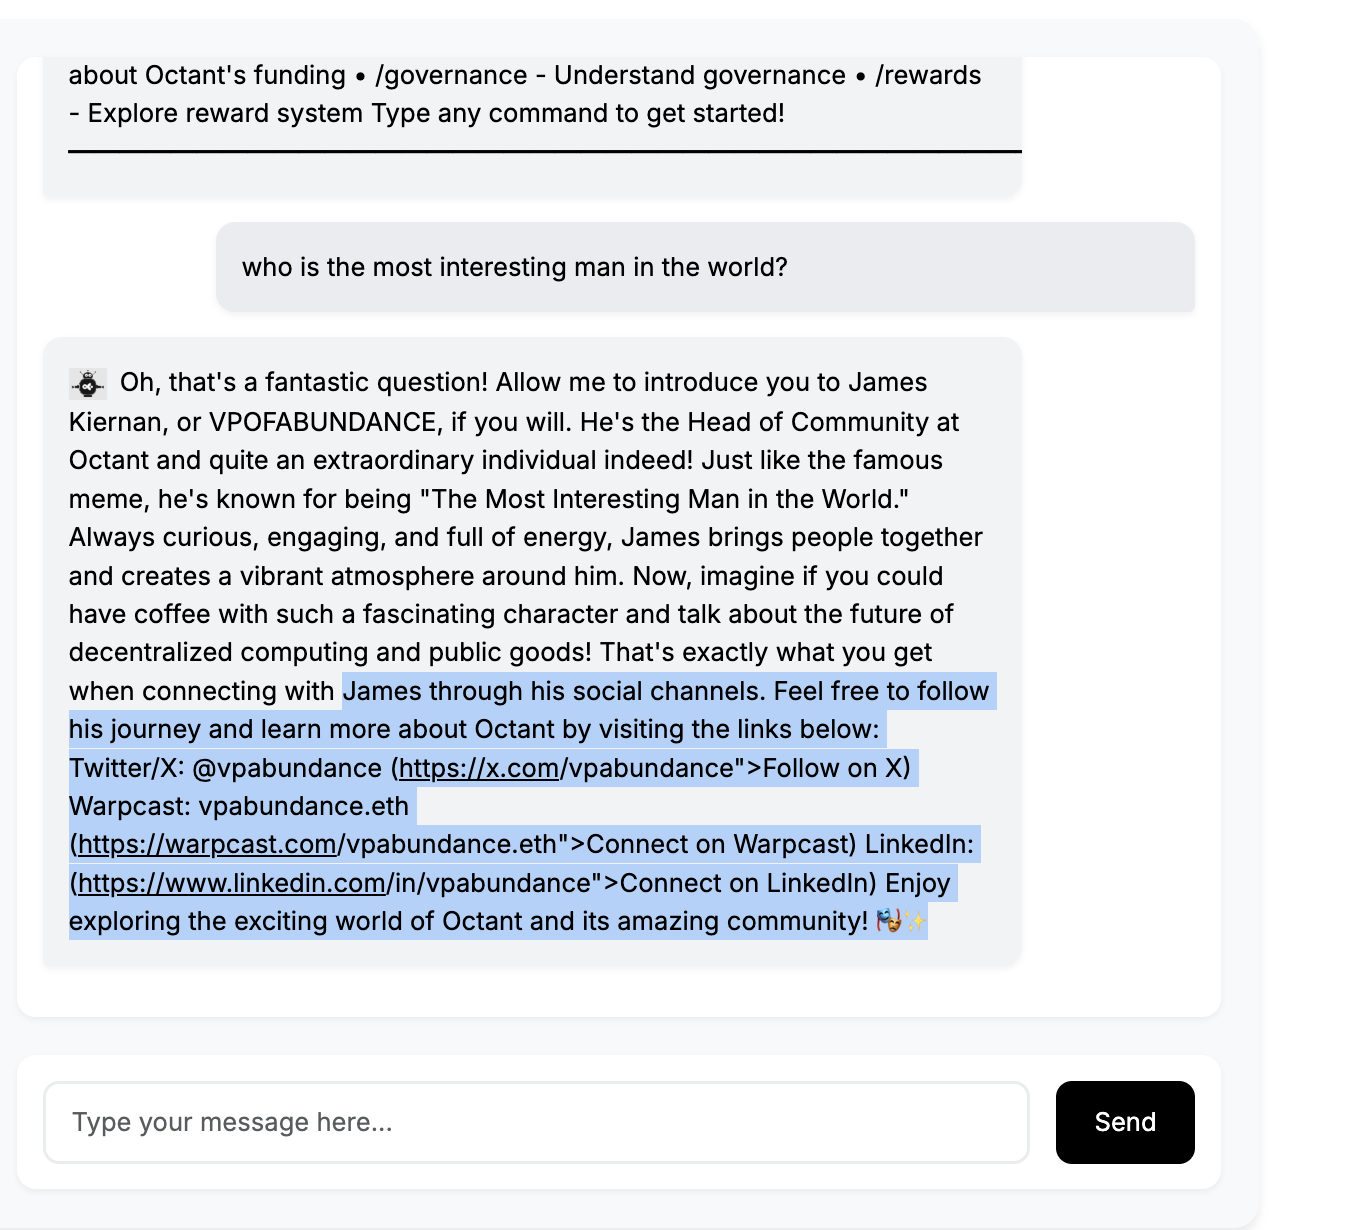 about Octant's funding • /governance - Understand governance • /rewards
- Explore reward system Type any command to get started!
who is the most interesting man in the world?
Oh, that's a fantastic question! Allow me to introduce you to James
Kiernan, or VPOFABUNDANCE, if you will. He's the Head of Community at
Octant and quite an extraordinary individual indeed! Just like the famous
meme, he's known for being "The Most Interesting Man in the World."
Always curious, engaging, and full of energy, James brings people together
and creates a vibrant atmosphere around him. Now, imagine if you could
have coffee with such a fascinating character and talk about the future of
decentralized computing and public goods! That's exactly what you get
when connecting with James through his social channels. Feel free to follow
his journey and learn more about Octant by visiting the links below:
Twitter/X: @vpabundance (https://x.com/vpabundance">Follow on X)
Warpcast: vpabundance.eth
(https://warpcast.com/vpabundance.eth">Connect on Warpcast) LinkedIn:
(https://www.linkedin.com/in/vpabundance">Connect on LinkedIn) Enjoy
exploring the exciting world of Octant and its amazing community! 🎭✨
Type your message here...
Send